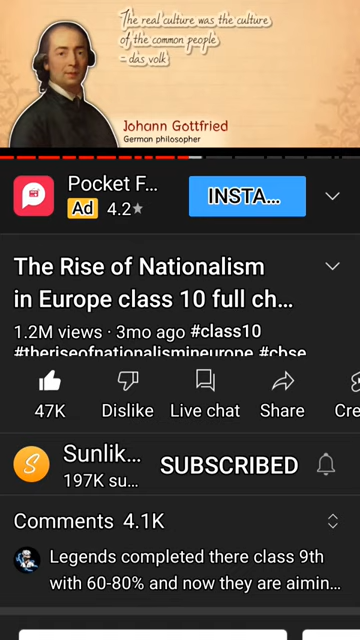 The real culture was the culture
of the common people
- das volk
Johann Gottfried
German philosopher
Pocket F...
INSTA...
Ad 4.2★
The Rise of Nationalism
in Europe class 10 full ch...
1.2M views · 3mo ago #class10
#theriseofnationalismineurope #cbse
47K
Dislike
Live chat
Share
Cre
S
Sunlik...
197K su...
SUBSCRIBED
Comments 4.1K
Legends completed there class 9th
with 60-80% and now they are aimin...